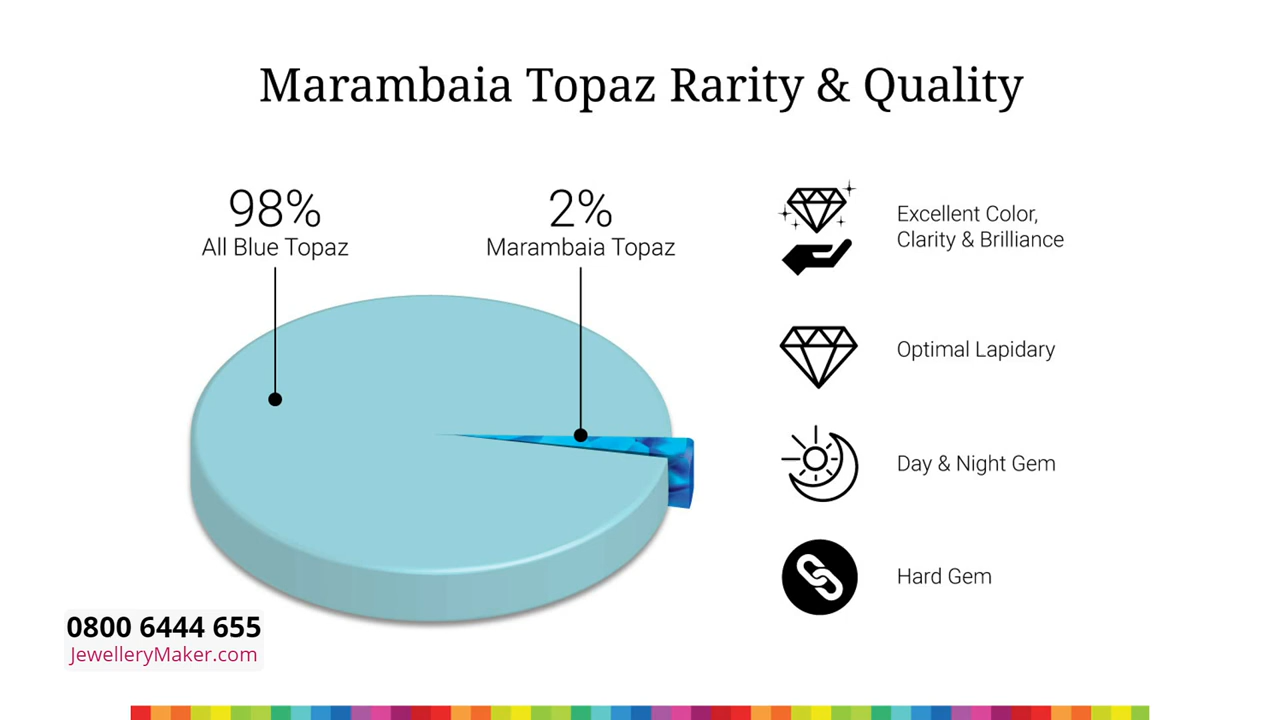 Marambaia Topaz Rarity & Quality
98%
All Blue Topaz
2%
Marambaia Topaz
Excellent Color,
Clarity & Brilliance
Optimal Lapidary
Day & Night Gem
Hard Gem
0800 6444 655
JewelleryMaker.com